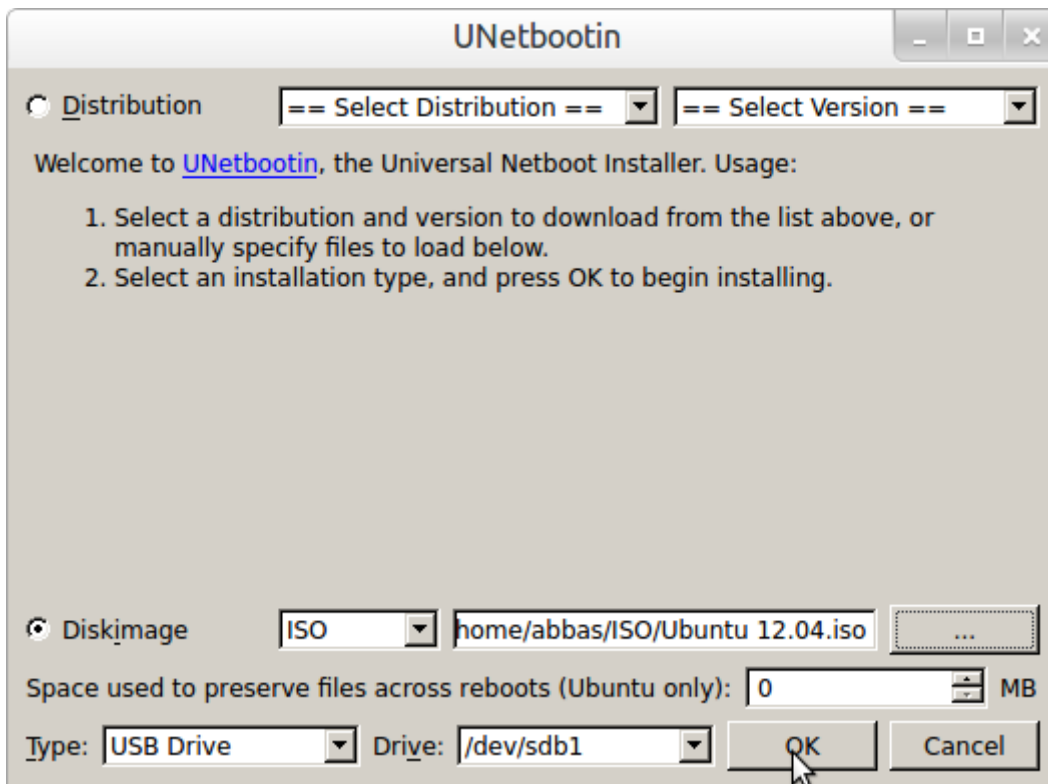 UNetbootin
Distribution == Select Distribution == == Select Version ==
Welcome to UNetbootin, the Universal Netboot Installer. Usage:
1. Select a distribution and version to download from the list above, or
manually specify files to load below.
2. Select an installation type, and press OK to begin installing.
Diskimage ISO home/abbas/ISO/Ubuntu 12.04.iso ...
Space used to preserve files across reboots (Ubuntu only): 0 MB
Type: USB Drive Drive: /dev/sdb1 OK Cancel